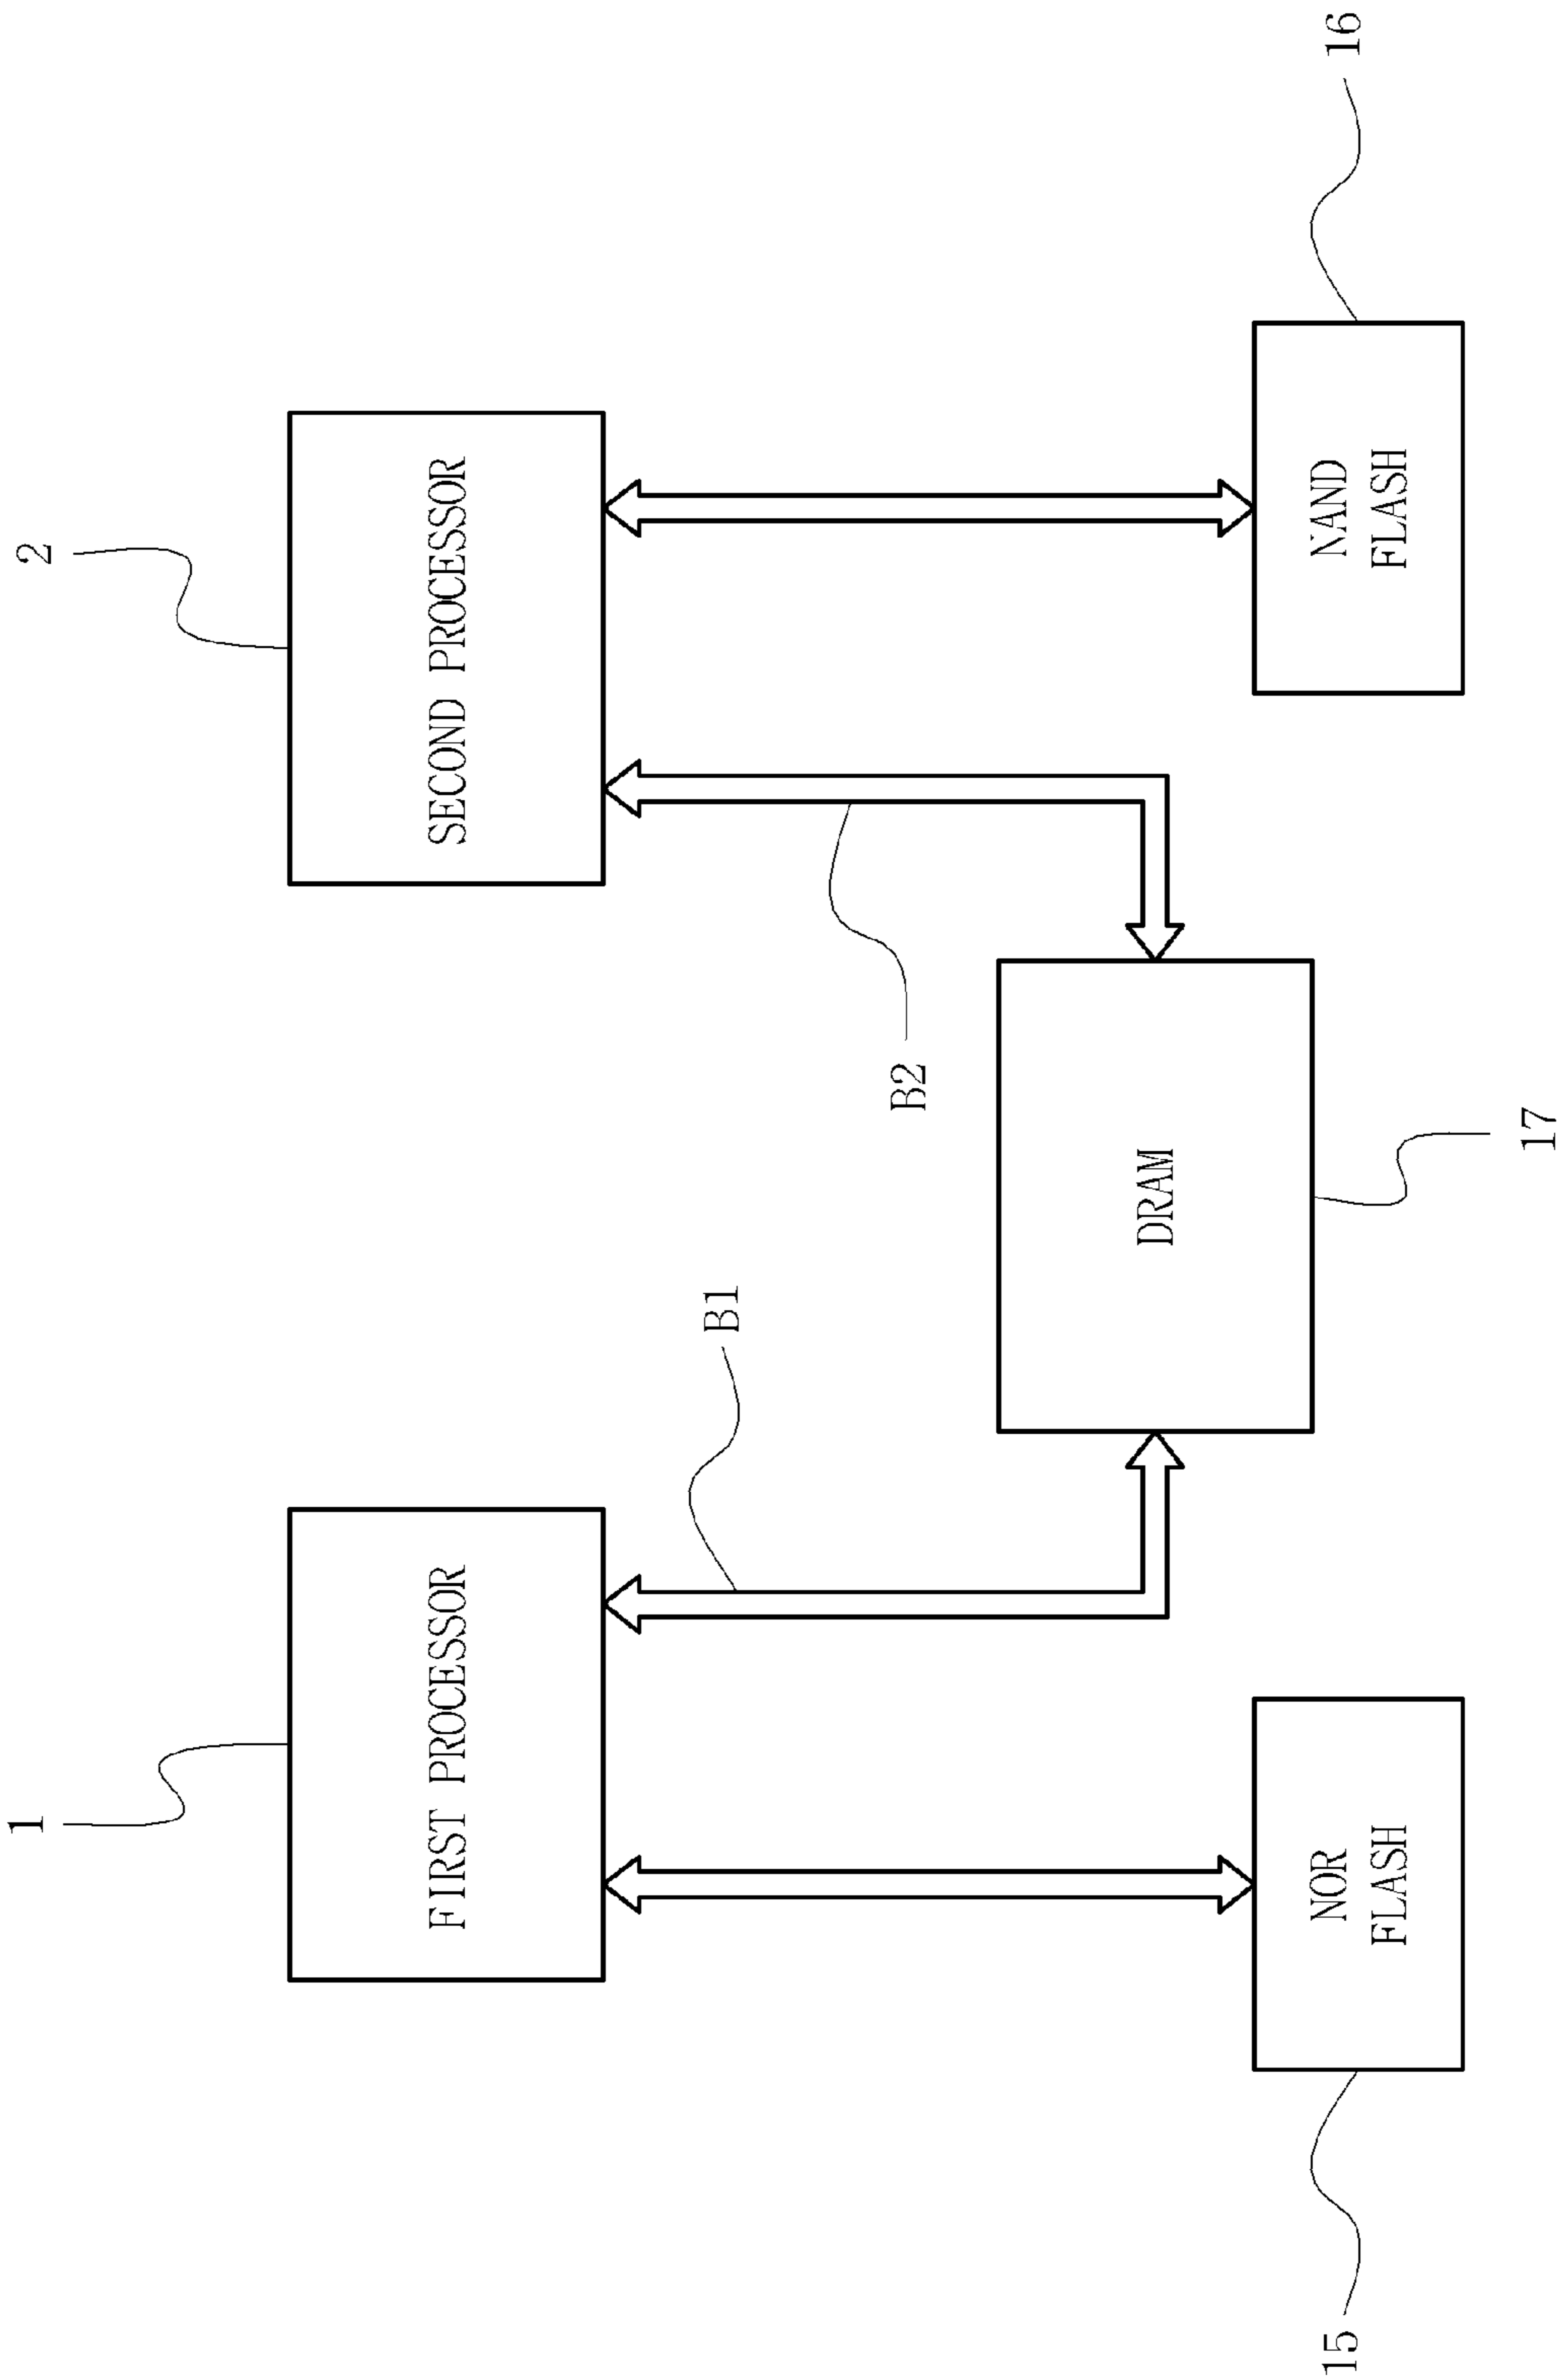 1
2
FIRST PROCESSOR
SECOND PROCESSOR
B1
B2
DRAM
NOR
FLASH
NAND
FLASH
15
16
17